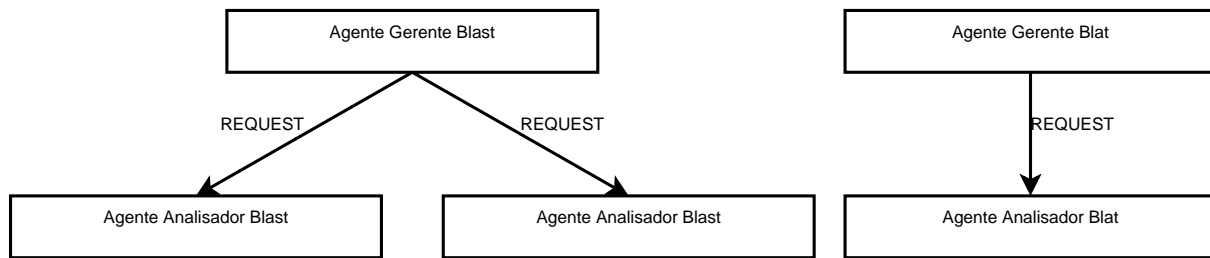 Agente Gerente Blast
Agente Gerente Blat
REQUEST
REQUEST
REQUEST
Agente Analisador Blast
Agente Analisador Blast
Agente Analisador Blat